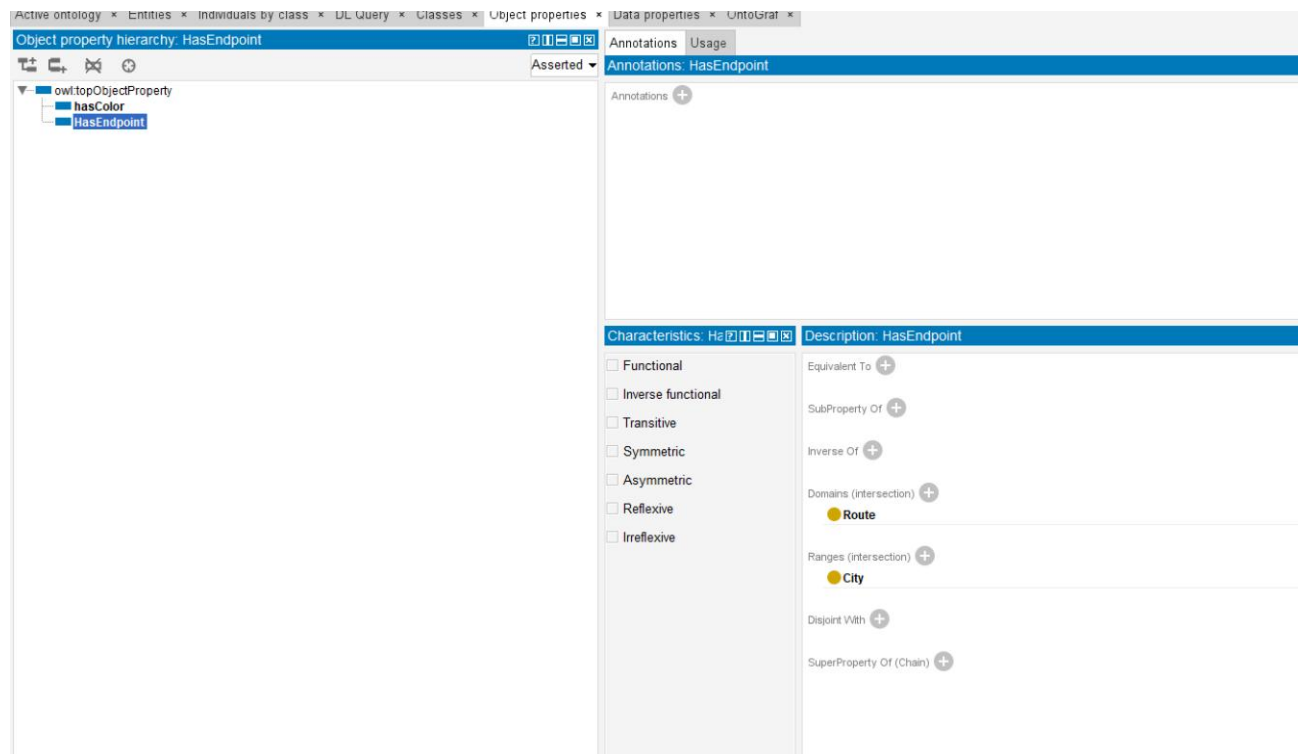 Active ontology × Entities × Individuals by class × DL Query × Classes × Object properties × Data properties × OntoGraf ×
Object property hierarchy: HasEndpoint
Asserted
owl:topObjectProperty
hasColor
HasEndpoint
Annotations Usage
Annotations: HasEndpoint
Annotations
Characteristics: Ha
Functional
Inverse functional
Transitive
Symmetric
Asymmetric
Reflexive
Irreflexive
Description: HasEndpoint
Equivalent To
SubProperty Of
Inverse Of
Domains (intersection)
Route
Ranges (intersection)
City
Disjoint With
SuperProperty Of (Chain)